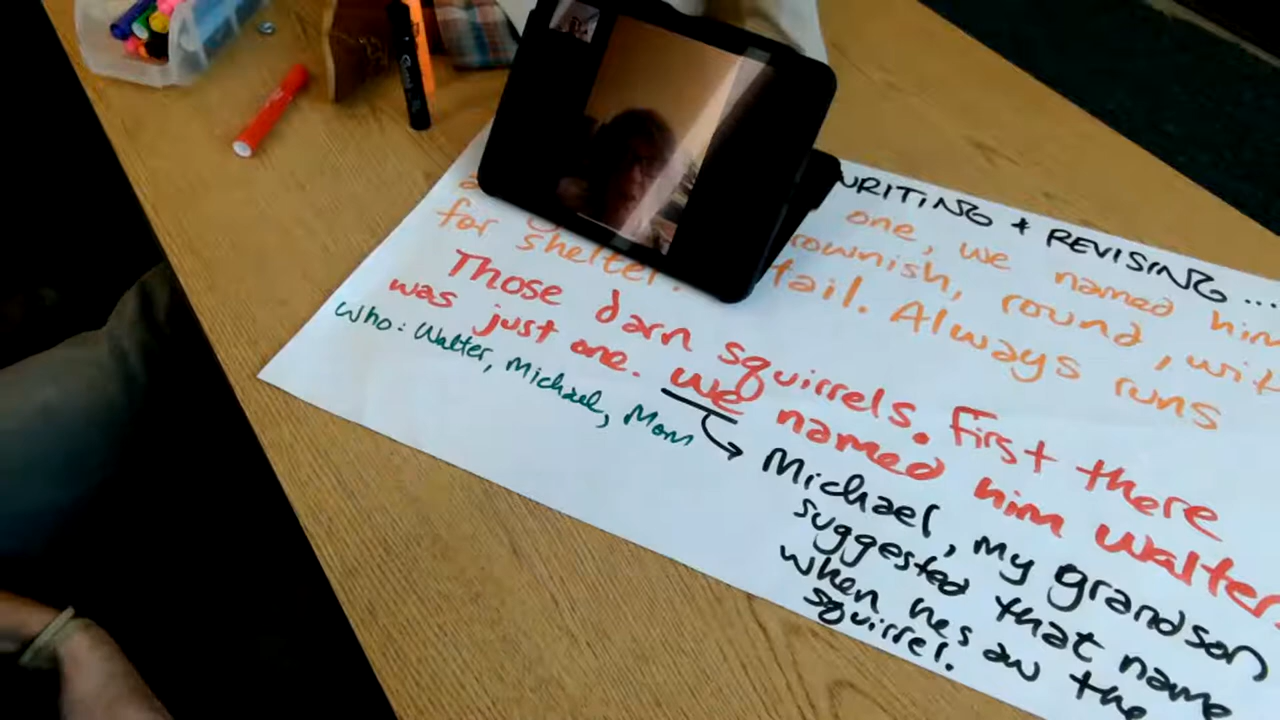 WRITING + REVISING...
one, we named him
rownish, round, wit
for shelter. tail. Always runs
Those darn squirrels. First there
was just one. We named him Walter.
Who: Walter, Michael, Mom
Michael, my grandson
suggested that name
when he saw the
squirrel.